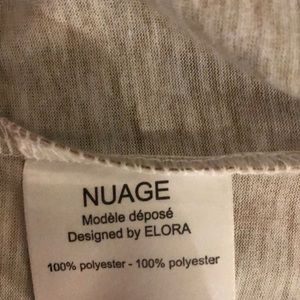 NUAGE
Modèle déposé
Designed by ELORA
100% polyester - 100% polyester